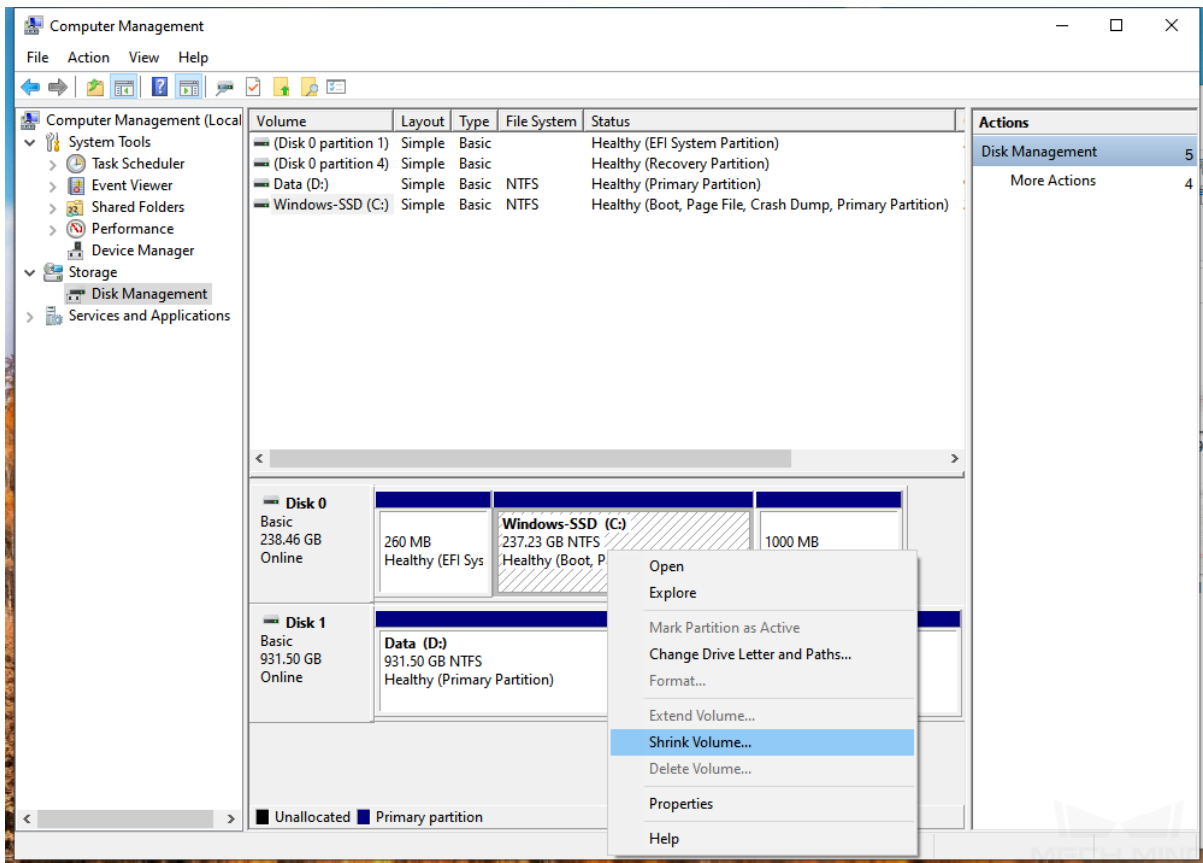 Computer Management
File Action View Help
Computer Management (Local
System Tools
Task Scheduler
Event Viewer
Shared Folders
Performance
Device Manager
Storage
Disk Management
Services and Applications
Volume Layout Type File System Status
(Disk 0 partition 1) Simple Basic Healthy (EFI System Partition)
(Disk 0 partition 4) Simple Basic Healthy (Recovery Partition)
Data (D:) Simple Basic NTFS Healthy (Primary Partition)
Windows-SSD (C:) Simple Basic NTFS Healthy (Boot, Page File, Crash Dump, Primary Partition)
Disk 0
Basic
238.46 GB
Online
260 MB
Healthy (EFI Sys
Windows-SSD (C:)
237.23 GB NTFS
Healthy (Boot, P
1000 MB
Disk 1
Basic
931.50 GB
Online
Data (D:)
931.50 GB NTFS
Healthy (Primary Partition)
Open
Explore
Mark Partition as Active
Change Drive Letter and Paths...
Format...
Extend Volume...
Shrink Volume...
Delete Volume...
Properties
Help
Unallocated Primary partition
Actions
Disk Management 5
More Actions 4